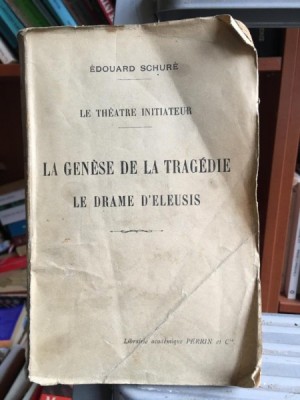 ÉDOUARD SCHURÉ
LE THÉATRE INITIATEUR
LA GENÈSE DE LA TRAGÉDIE
LE DRAME D'ELEUSIS
Librairie académique PERRIN et Cie